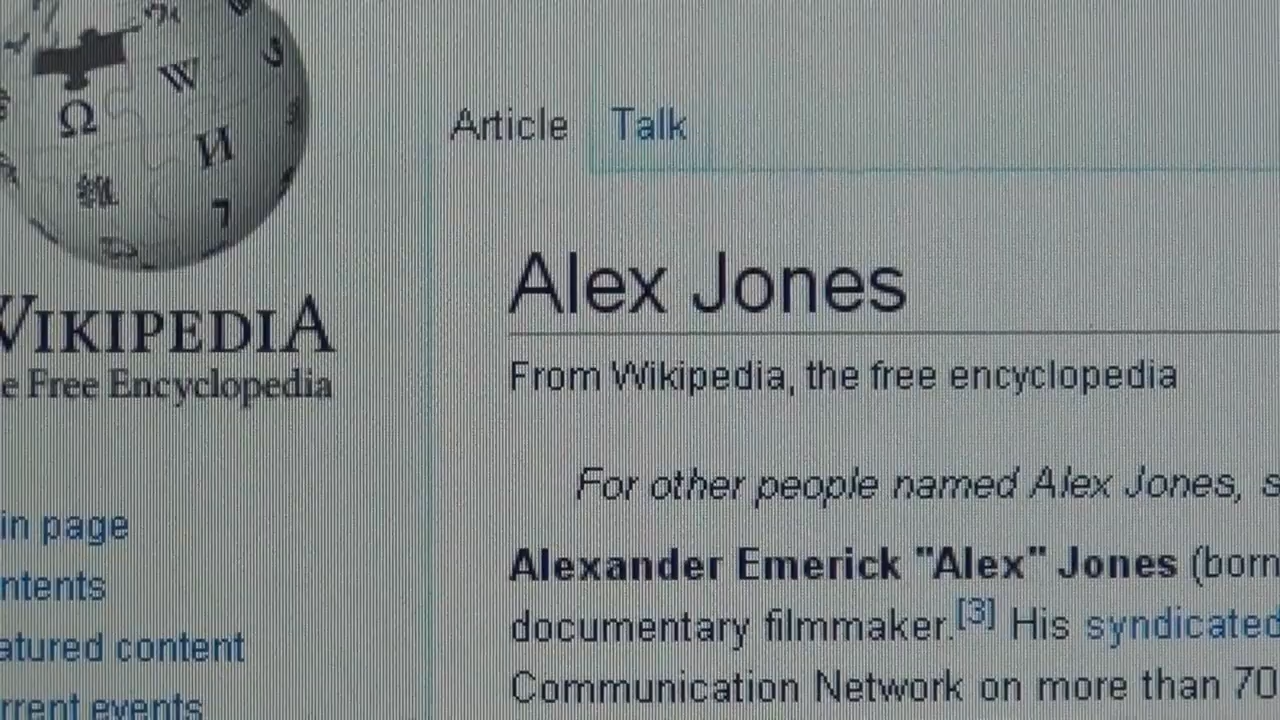 Article Talk
WIKIPEDIA
e Free Encyclopedia
Alex Jones
From Wikipedia, the free encyclopedia
For other people named Alex Jones, s
in page
Alexander Emerick "Alex" Jones (born
ntents
documentary filmmaker.[3] His syndicated
atured content
Communication Network on more than 70
rrent events